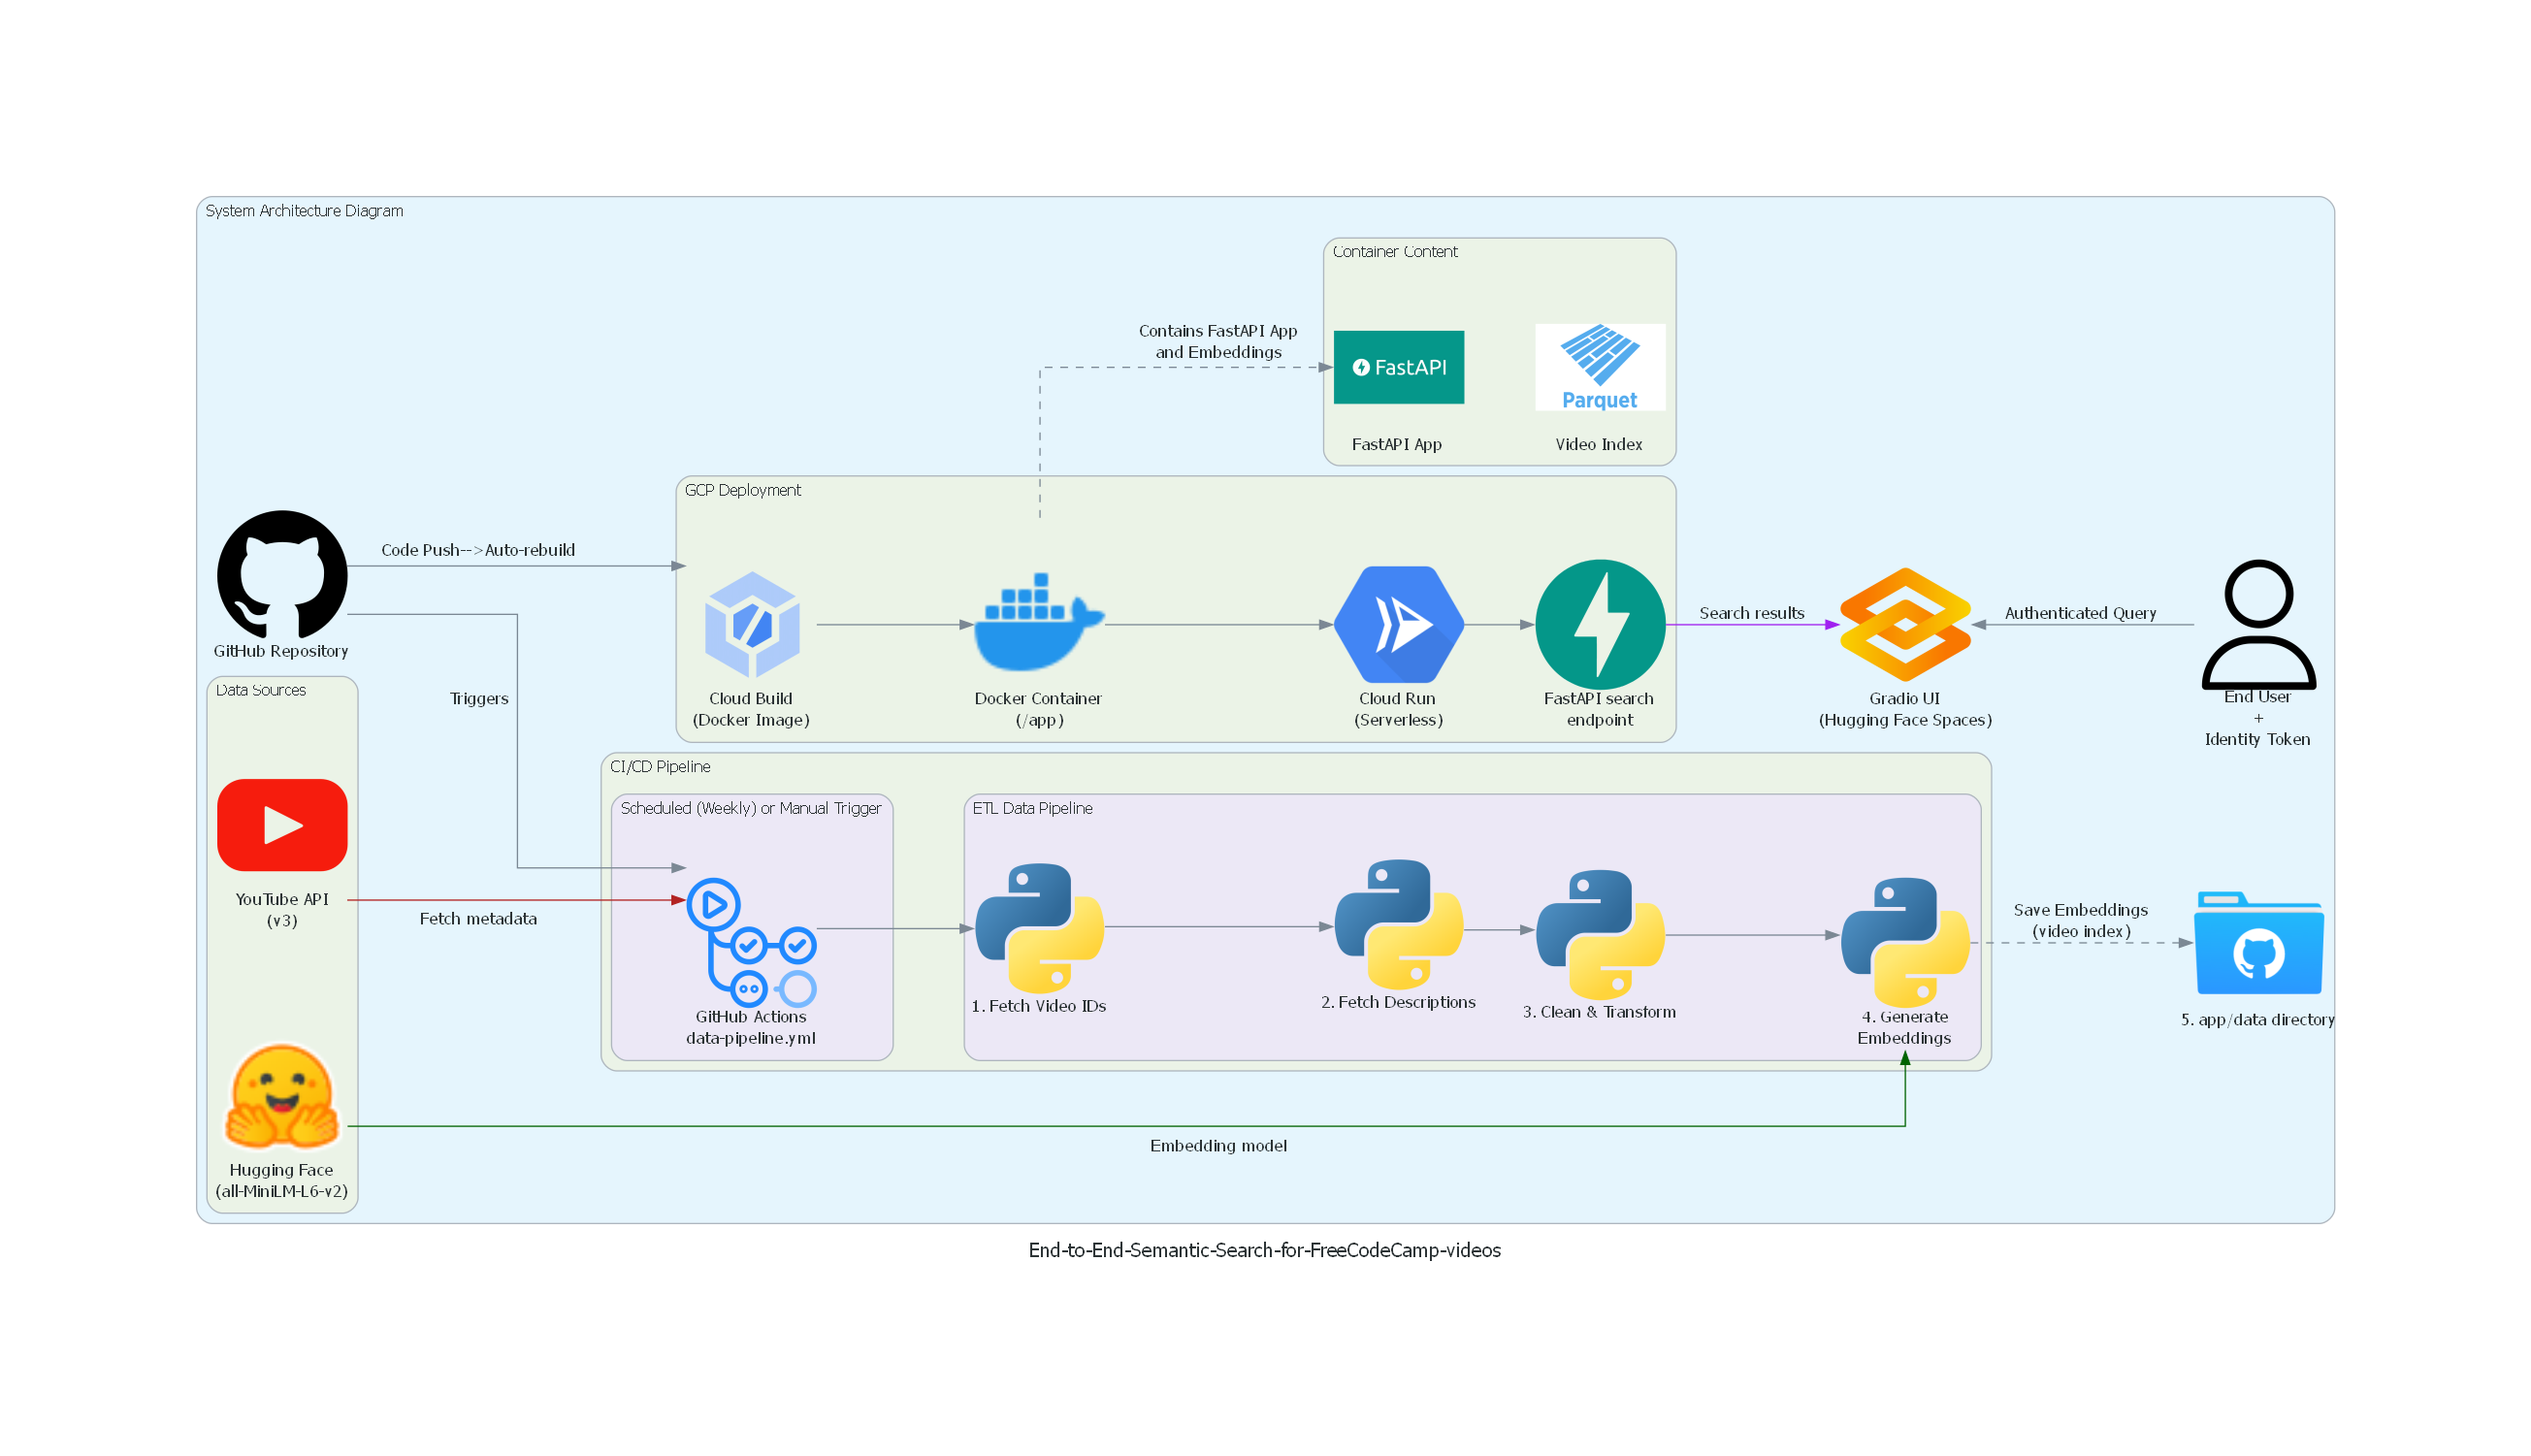 System Architecture Diagram
Container Content
Contains FastAPI App
and Embeddings
FastAPI
Parquet
FastAPI App
Video Index
GCP Deployment
Code Push-->Auto-rebuild
GitHub Repository
Cloud Build
(Docker Image)
Docker Container
(/app)
Cloud Run
(Serverless)
FastAPI search
endpoint
Search results
Gradio UI
(Hugging Face Spaces)
Authenticated Query
End User
+
Identity Token
Triggers
Data Sources
YouTube API
(v3)
Fetch metadata
Hugging Face
(all-MiniLM-L6-v2)
CI/CD Pipeline
Scheduled (Weekly) or Manual Trigger
GitHub Actions
data-pipeline.yml
ETL Data Pipeline
1. Fetch Video IDs
2. Fetch Descriptions
3. Clean & Transform
4. Generate
Embeddings
Save Embeddings
(video index)
5. app/data directory
Embedding model
End-to-End-Semantic-Search-for-FreeCodeCamp-videos